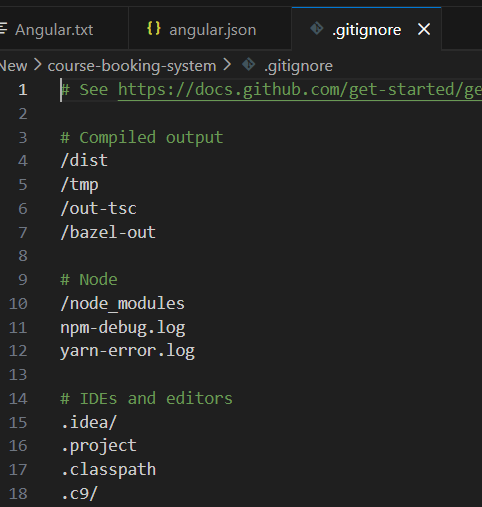 Angular.txt {} angular.json .gitignore ×
New > course-booking-system > .gitignore
1 # See https://docs.github.com/get-started/ge
2
3 # Compiled output
4 /dist
5 /tmp
6 /out-tsc
7 /bazel-out
8
9 # Node
10 /node_modules
11 npm-debug.log
12 yarn-error.log
13
14 # IDEs and editors
15 .idea/
16 .project
17 .classpath
18 .c9/